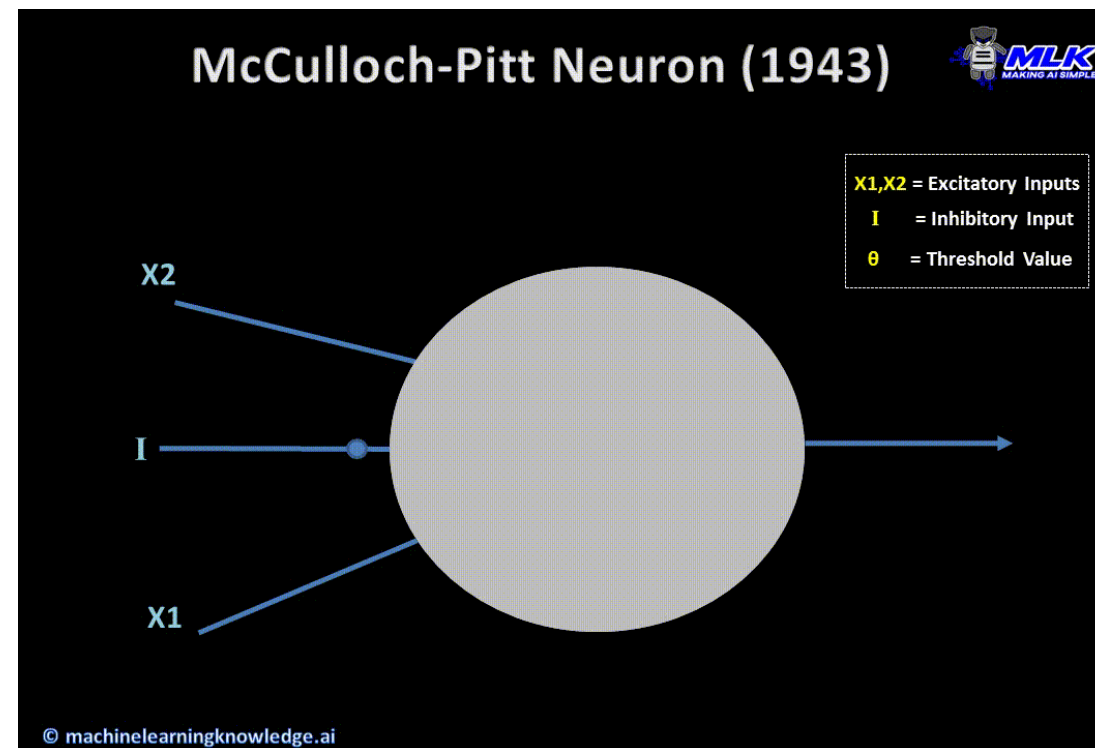 McCulloch-Pitt Neuron (1943)
MLK
MAKING AI SIMPLE
X1,X2 = Excitatory Inputs
I = Inhibitory Input
θ = Threshold Value
X2
I
X1
© machinelearningknowledge.ai